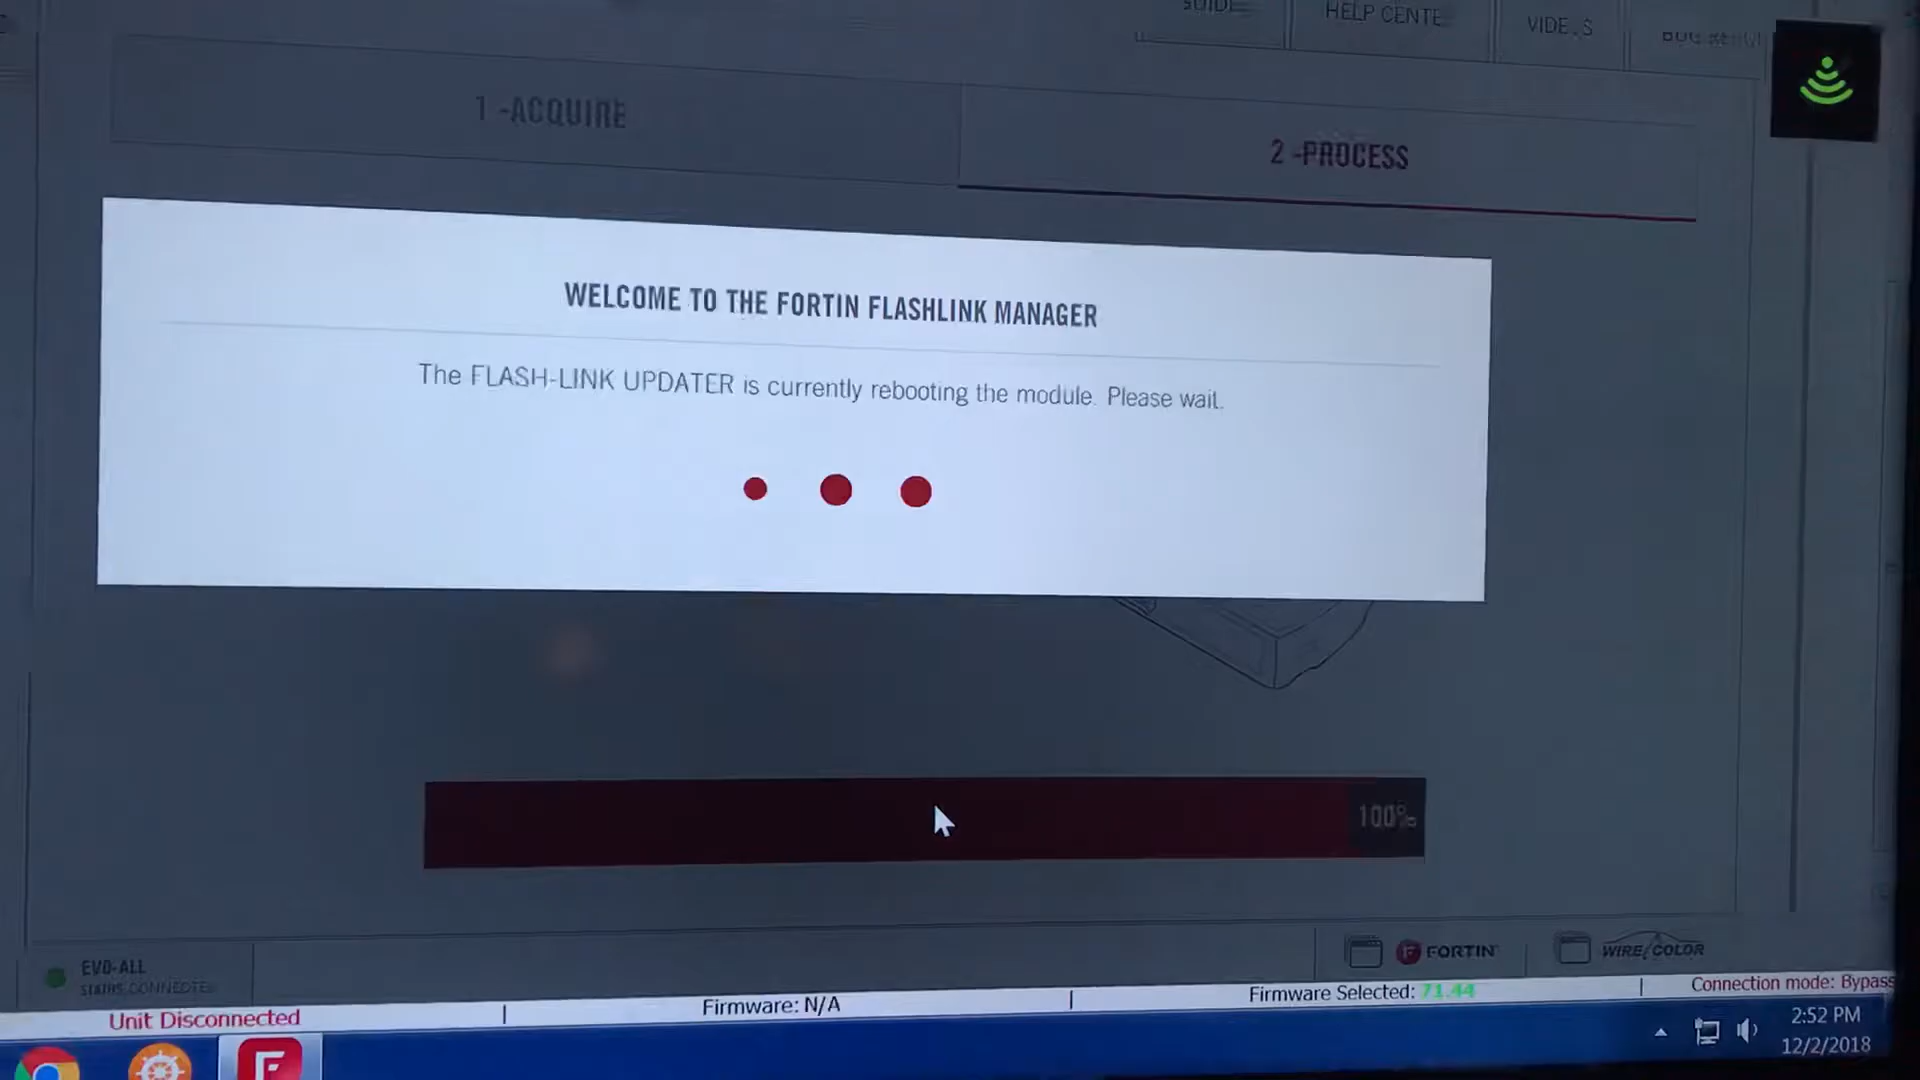 HELP CENTE
VIDE
1 -ACQUIRE
2 -PROCESS
WELCOME TO THE FORTIN FLASHLINK MANAGER
The FLASH-LINK UPDATER is currently rebooting the module. Please wait.
100%
EVO-ALL
FORTIN
WIRE/COLOR
Unit Disconnected | Firmware: N/A | Firmware Selected: 71.44 | Connection mode: Bypass
2:52 PM
12/2/2018